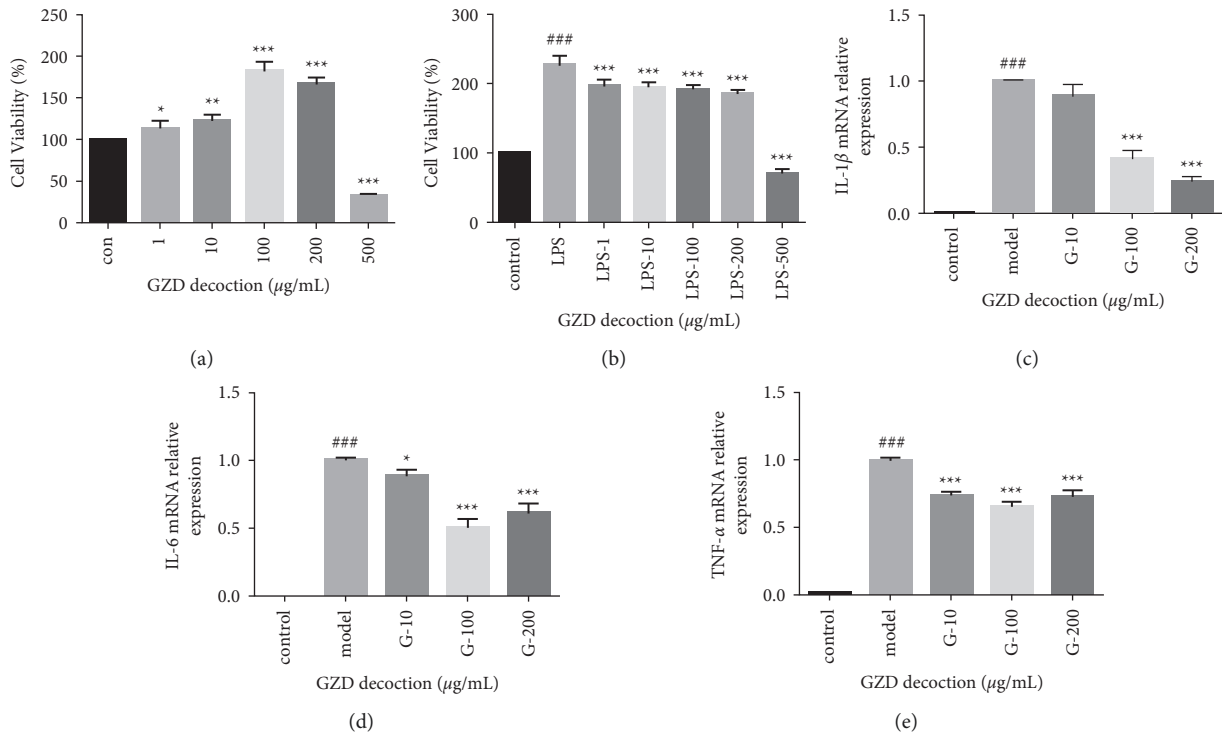 Cell Viability (%)
250
200
150
100
50
0
*
**
***
***
***
con
1
10
100
200
500
GZD decoction (μg/mL)
(a)
Cell Viability (%)
300
200
100
0
###
***
***
***
***
***
control
LPS
LPS-1
LPS-10
LPS-100
LPS-200
LPS-500
GZD decoction (μg/mL)
(b)
IL-1β mRNA relative
expression
1.5
1.0
0.5
0.0
###
***
***
control
model
G-10
G-100
G-200
GZD decoction (μg/mL)
(c)
IL-6 mRNA relative
expression
1.5
1.0
0.5
0.0
###
*
***
***
control
model
G-10
G-100
G-200
GZD decoction (μg/mL)
(d)
TNF-α mRNA relative
expression
1.5
1.0
0.5
0.0
###
***
***
***
control
model
G-10
G-100
G-200
GZD decoction (μg/mL)
(e)